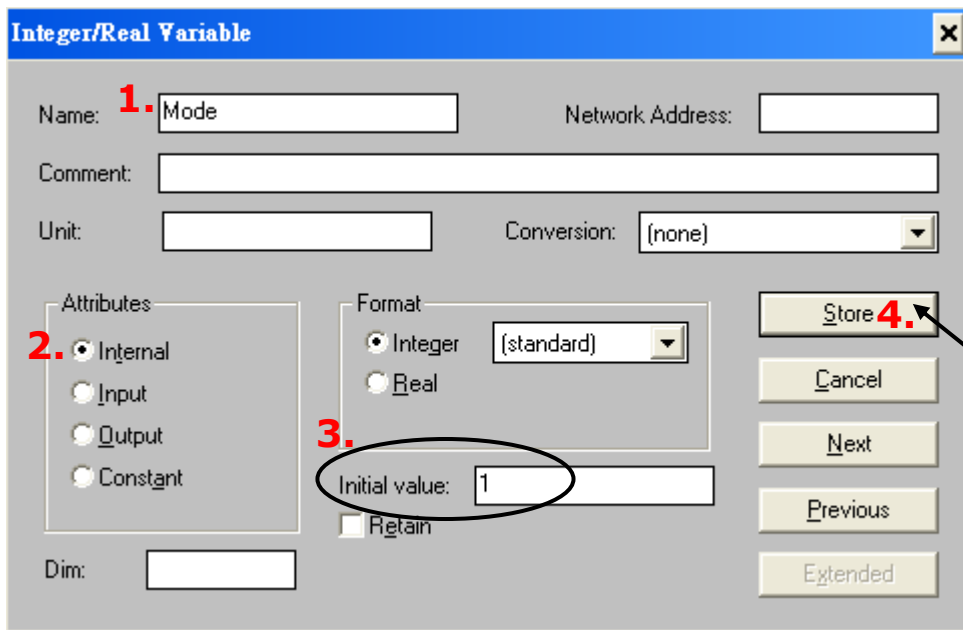 Integer/Real Variable
Name: 1. Mode Network Address:
Comment:
Unit: Conversion: (none)
Attributes Format
2. Internal Integer (standard) Store 4.
Input Real Cancel
Output 3. Next
Constant Initial value: 1
Retain Previous
Dim: Extended